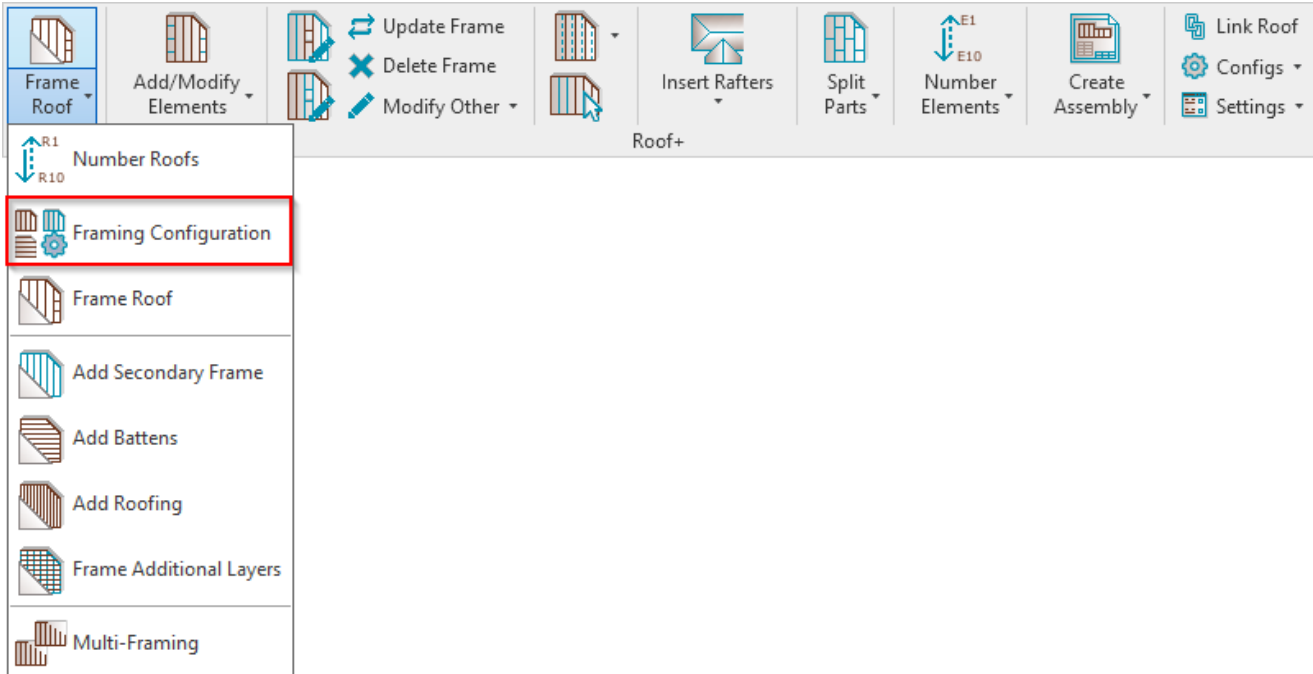 Frame
Roof
Add/Modify
Elements
Update Frame
Delete Frame
Modify Other
Insert Rafters
Split
Parts
E1
E10
Number
Elements
Create
Assembly
Link Roof
Configs
Settings
Roof+
R1
R10
Number Roofs
Framing Configuration
Frame Roof
Add Secondary Frame
Add Battens
Add Roofing
Frame Additional Layers
Multi-Framing